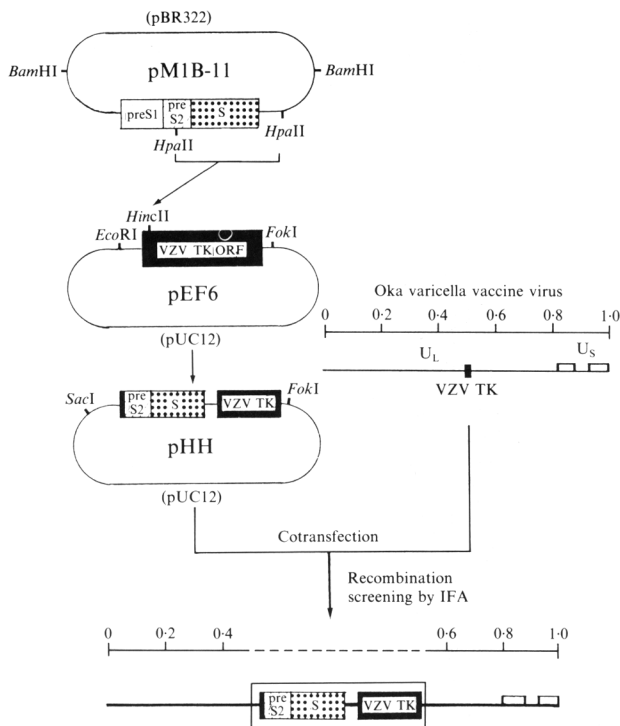 (pBR322)
pM1B-11
BamHI
BamHI
preS1
pre
S2
S
HpaII
HpaII
HincII
EcoRI
FokI
VZV TK ORF
pEF6
(pUC12)
Oka varicella vaccine virus
0 0·2 0·4 0·6 0·8 1·0
UL
US
VZV TK
SacI
pre
S2
S
VZV TK
FokI
pHH
(pUC12)
Cotransfection
Recombination
screening by IFA
0 0·2 0·4 0·6 0·8 1·0
pre
S2
S
VZV TK